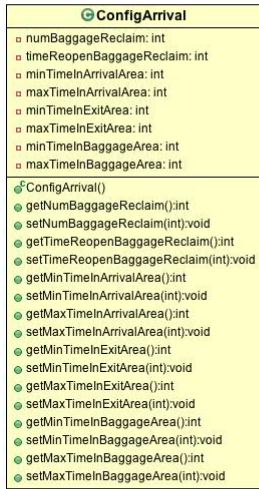 ConfigArrival
numBaggageReclaim: int
timeReopenBaggageReclaim: int
minTimeInArrivalArea: int
maxTimeInArrivalArea: int
minTimeInExitArea: int
maxTimeInExitArea: int
minTimeInBaggageArea: int
maxTimeInBaggageArea: int
ConfigArrival()
getNumBaggageReclaim():int
setNumBaggageReclaim(int):void
getTimeReopenBaggageReclaim():int
setTimeReopenBaggageReclaim(int):void
getMinTimeInArrivalArea():int
setMinTimeInArrivalArea(int):void
getMaxTimeInArrivalArea():int
setMaxTimeInArrivalArea(int):void
getMinTimeInExitArea():int
setMinTimeInExitArea(int):void
getMaxTimeInExitArea():int
setMaxTimeInExitArea(int):void
getMinTimeInBaggageArea():int
setMinTimeInBaggageArea(int):void
getMaxTimeInBaggageArea():int
setMaxTimeInBaggageArea(int):void